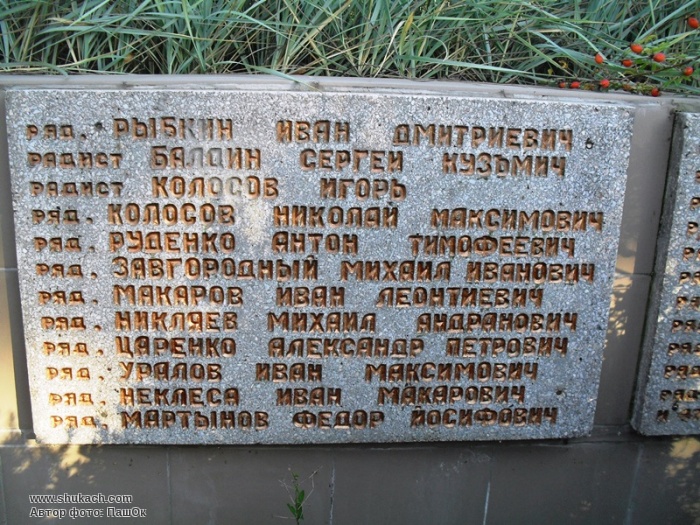 ряд. РЫБКИН ИВАН ДМИТРИЕВИЧ
радист БАЛДИН СЕРГЕЙ КУЗЬМИЧ
радист КОЛОСОВ ИГОРЬ
ряд. КОЛОСОВ НИКОЛАЙ МАКСИМОВИЧ
ряд. РУДЕНКО АНТОН ТИМОФЕЕВИЧ
ряд. ЗАВГОРОДНЫЙ МИХАИЛ ИВАНОВИЧ
ряд. МАКАРОВ ИВАН ЛЕОНТИЕВИЧ
ряд. НИКЛЯЕВ МИХАИЛ АНДРАНОВИЧ
ряд. ЦАРЕНКО АЛЕКСАНДР ПЕТРОВИЧ
ряд. УРАЛОВ ИВАН МАКСИМОВИЧ
ряд. НЕКЛЕСА ИВАН МАКАРОВИЧ
ряд. МАРТЫНОВ ФЕДОР ЙОСИФОВИЧ
www.shukach.com
Автор фото: ПашОк